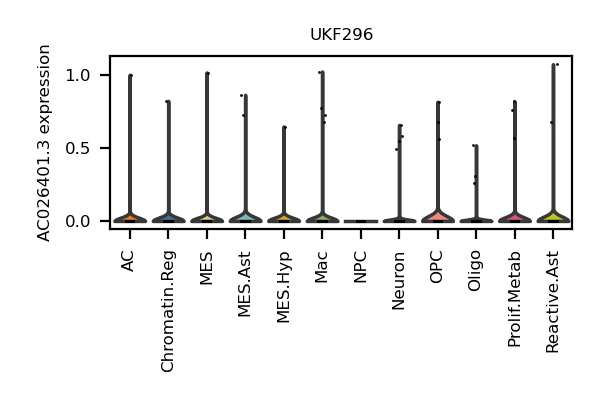 UKF296
AC026401.3 expression
1.0
0.5
0.0
AC
Chromatin.Reg
MES
MES.Ast
MES.Hyp
Mac
NPC
Neuron
OPC
Oligo
Prolif.Metab
Reactive.Ast